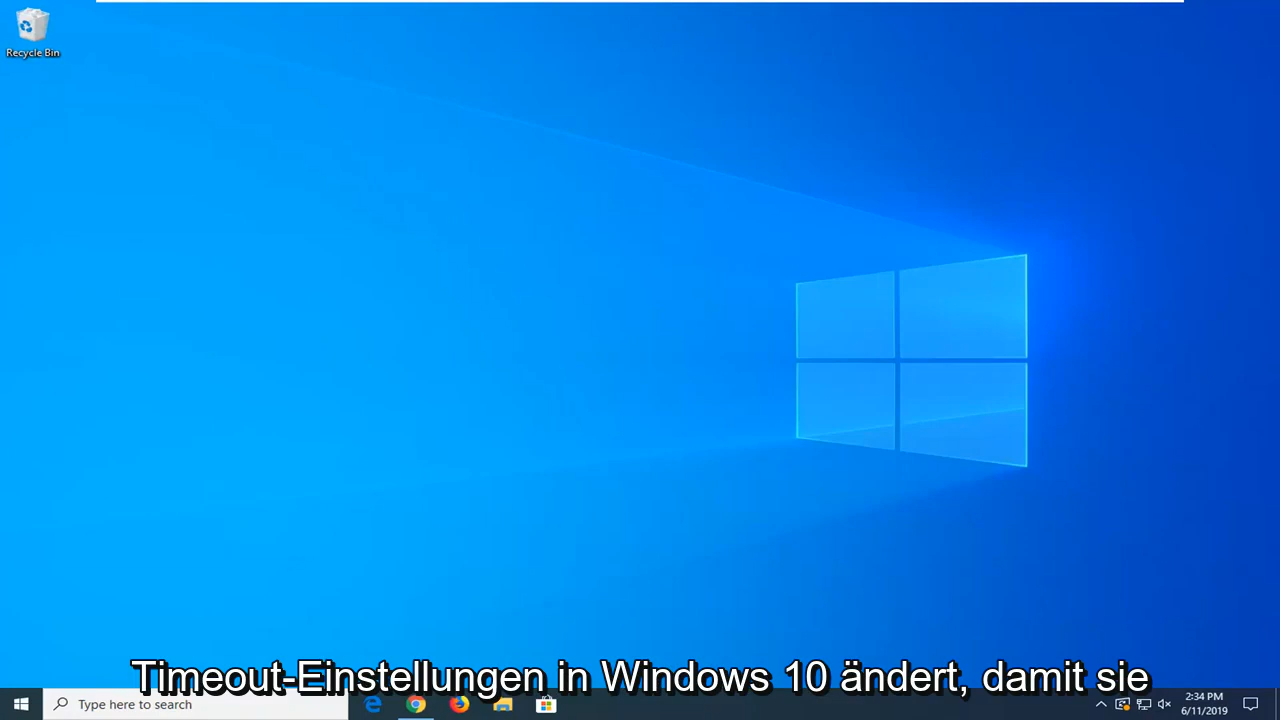 Recycle Bin
Timeout-Einstellungen in Windows 10 ändert, damit sie
Type here to search
2:34 PM
6/11/2019